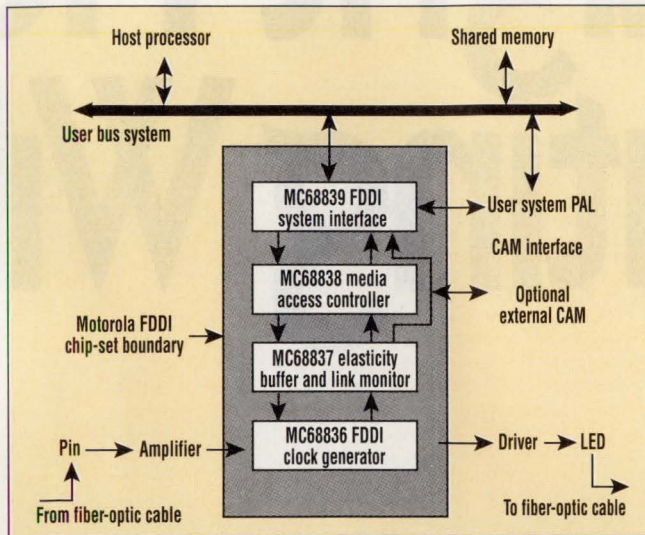 Host processor
Shared memory
User bus system
MC68839 FDDI
system interface
User system PAL
CAM interface
MC68838 media
access controller
Optional
external CAM
Motorola FDDI
chip-set boundary
MC68837 elasticity
buffer and link monitor
MC68836 FDDI
clock generator
Pin
Amplifier
Driver
LED
From fiber-optic cable
To fiber-optic cable